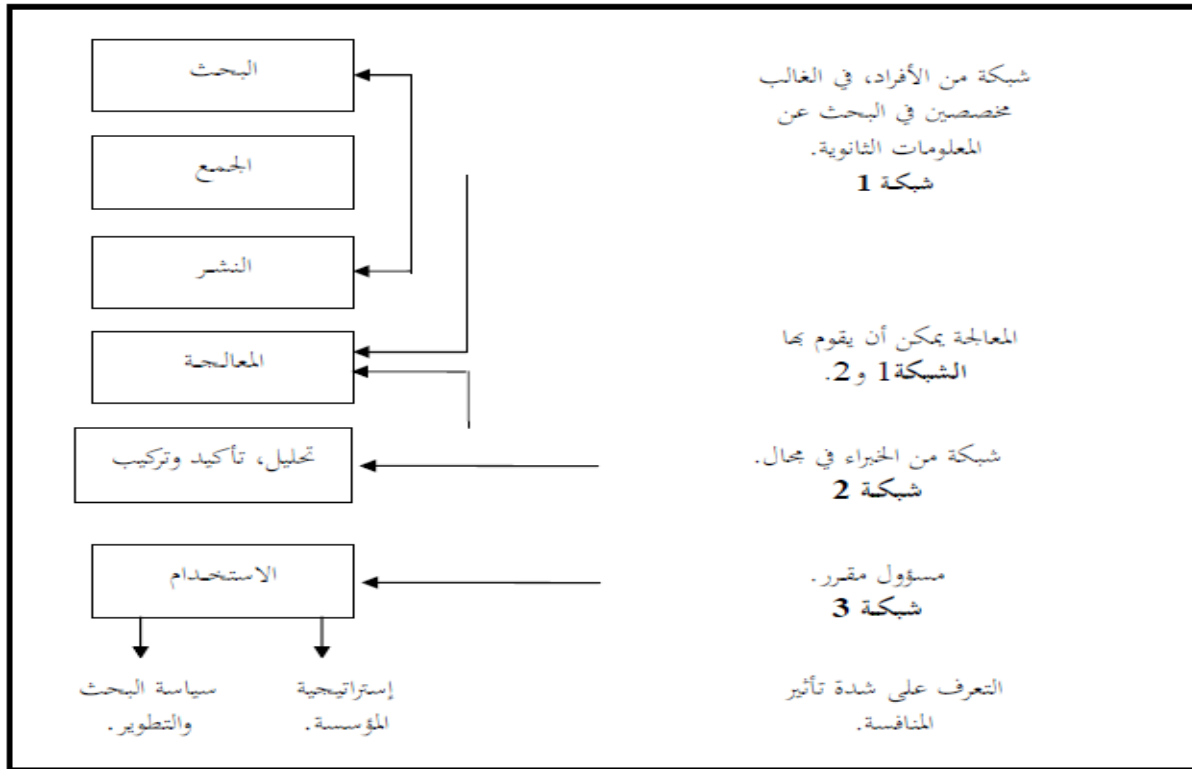 البحث
شبكة من الأفراد، في الغالب
مخصصين في البحث عن
المعلومات الثانوية.
شبكة 1
الجمع
النشر
المعالجة
المعالجة يمكن أن يقوم بها
الشبكة1 و2.
تحليل، تأكيد وتركيب
شبكة من الخبراء في مجال.
شبكة 2
الاستخدام
مسؤول مقرر.
شبكة 3
التعرف على شدة تأثير
المنافسة.
إستراتيجية
المؤسسة.
سياسة البحث
والتطوير.